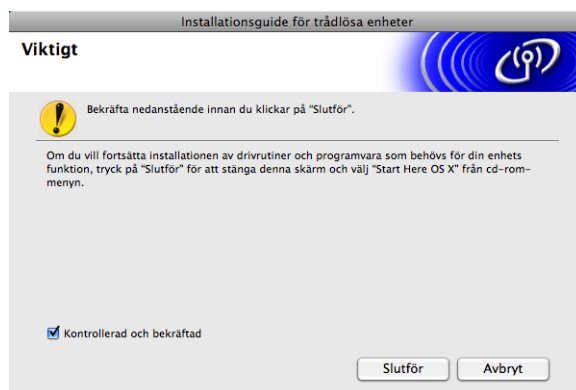 Installationsguide för trådlösa enheter
Viktigt
Bekräfta nedanstående innan du klickar på "Slutför".
Om du vill fortsätta installationen av drivrutiner och programvara som behövs för din enhets
funktion, tryck på "Slutför" för att stänga denna skärm och välj "Start Here OS X" från cd-rom-
menyn.
Kontrollerad och bekräftad
Slutför
Avbryt